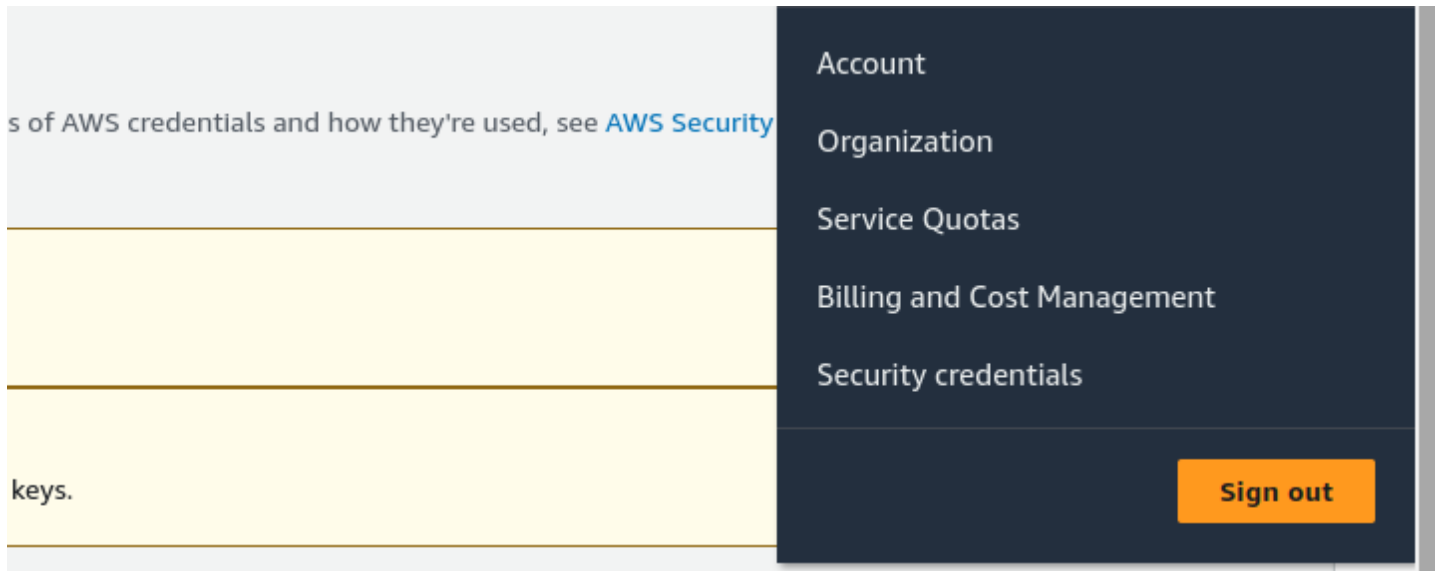 s of AWS credentials and how they're used, see AWS Security
keys.
Account
Organization
Service Quotas
Billing and Cost Management
Security credentials
Sign out